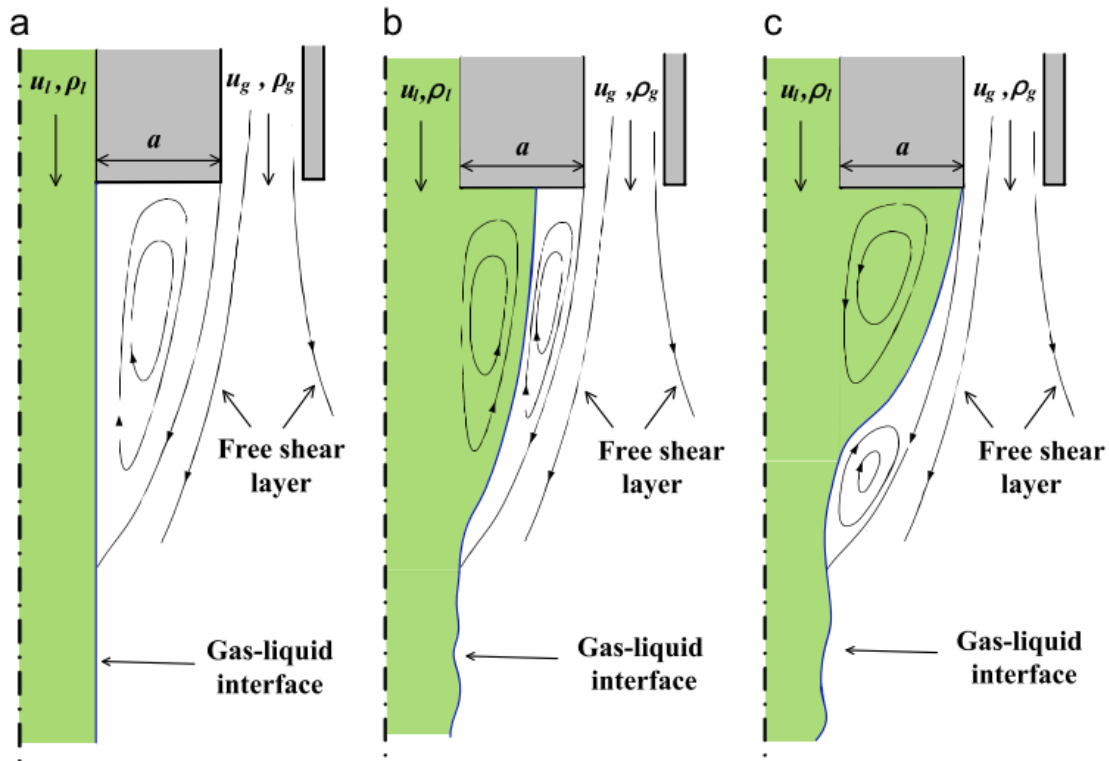 a
u_l, ρ_l
u_g , ρ_g
a
Free shear
layer
Gas-liquid
interface
b
u_l, ρ_l
u_g , ρ_g
a
Free shear
layer
Gas-liquid
interface
c
u_l, ρ_l
u_g , ρ_g
a
Free shear
layer
Gas-liquid
interface